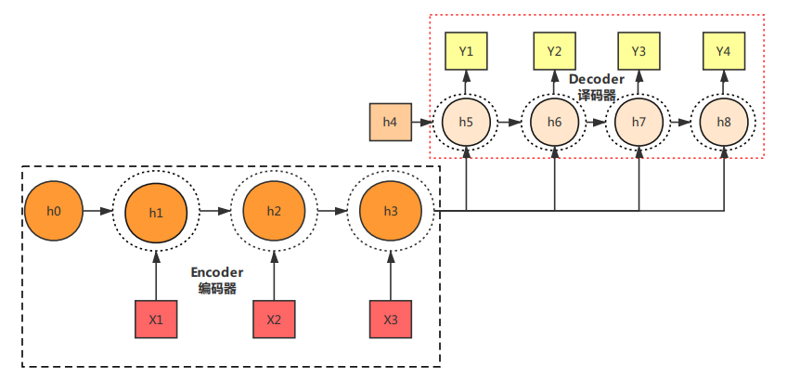 Y1
Y2
Y3
Y4
Decoder
译码器
h4
h5
h6
h7
h8
h0
h1
h2
h3
Encoder
编码器
X1
X2
X3